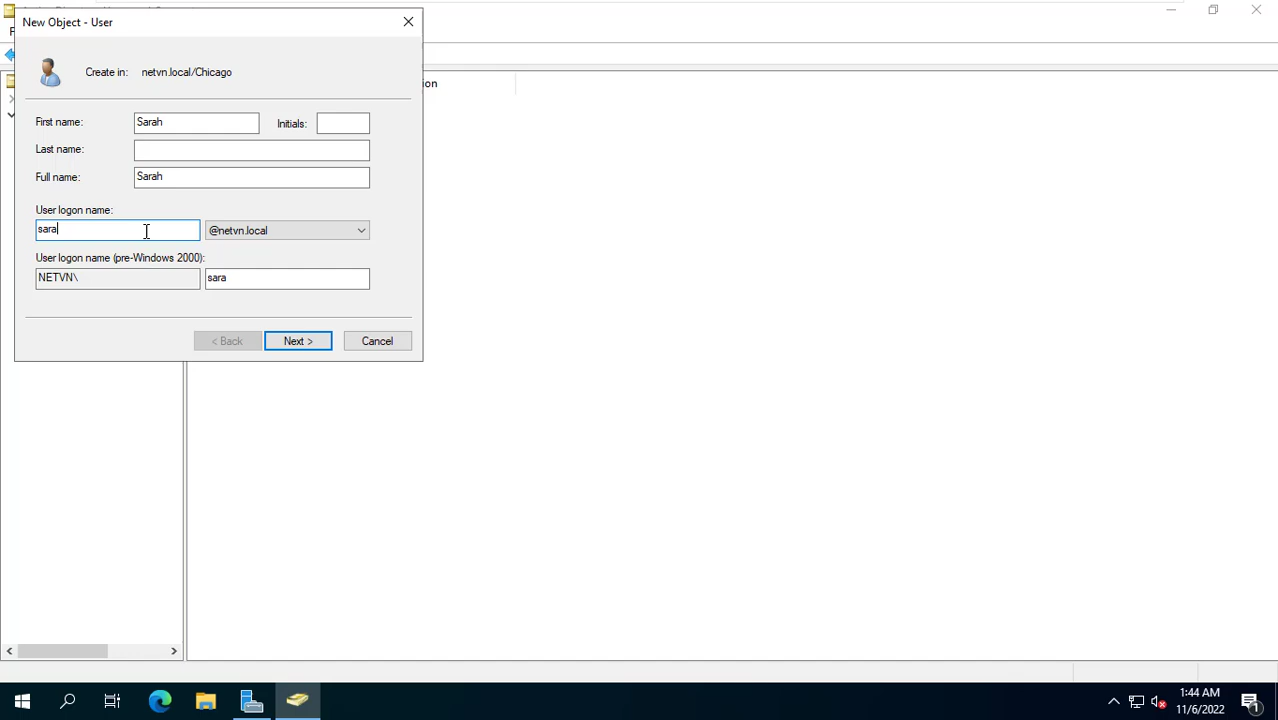 New Object - User
Create in: netvn.local/Chicago
First name: Sarah Initials:
Last name:
Full name: Sarah
User logon name:
sara @netvn.local
User logon name (pre-Windows 2000):
NETVN\ sara
< Back Next > Cancel
1:44 AM
11/6/2022
1